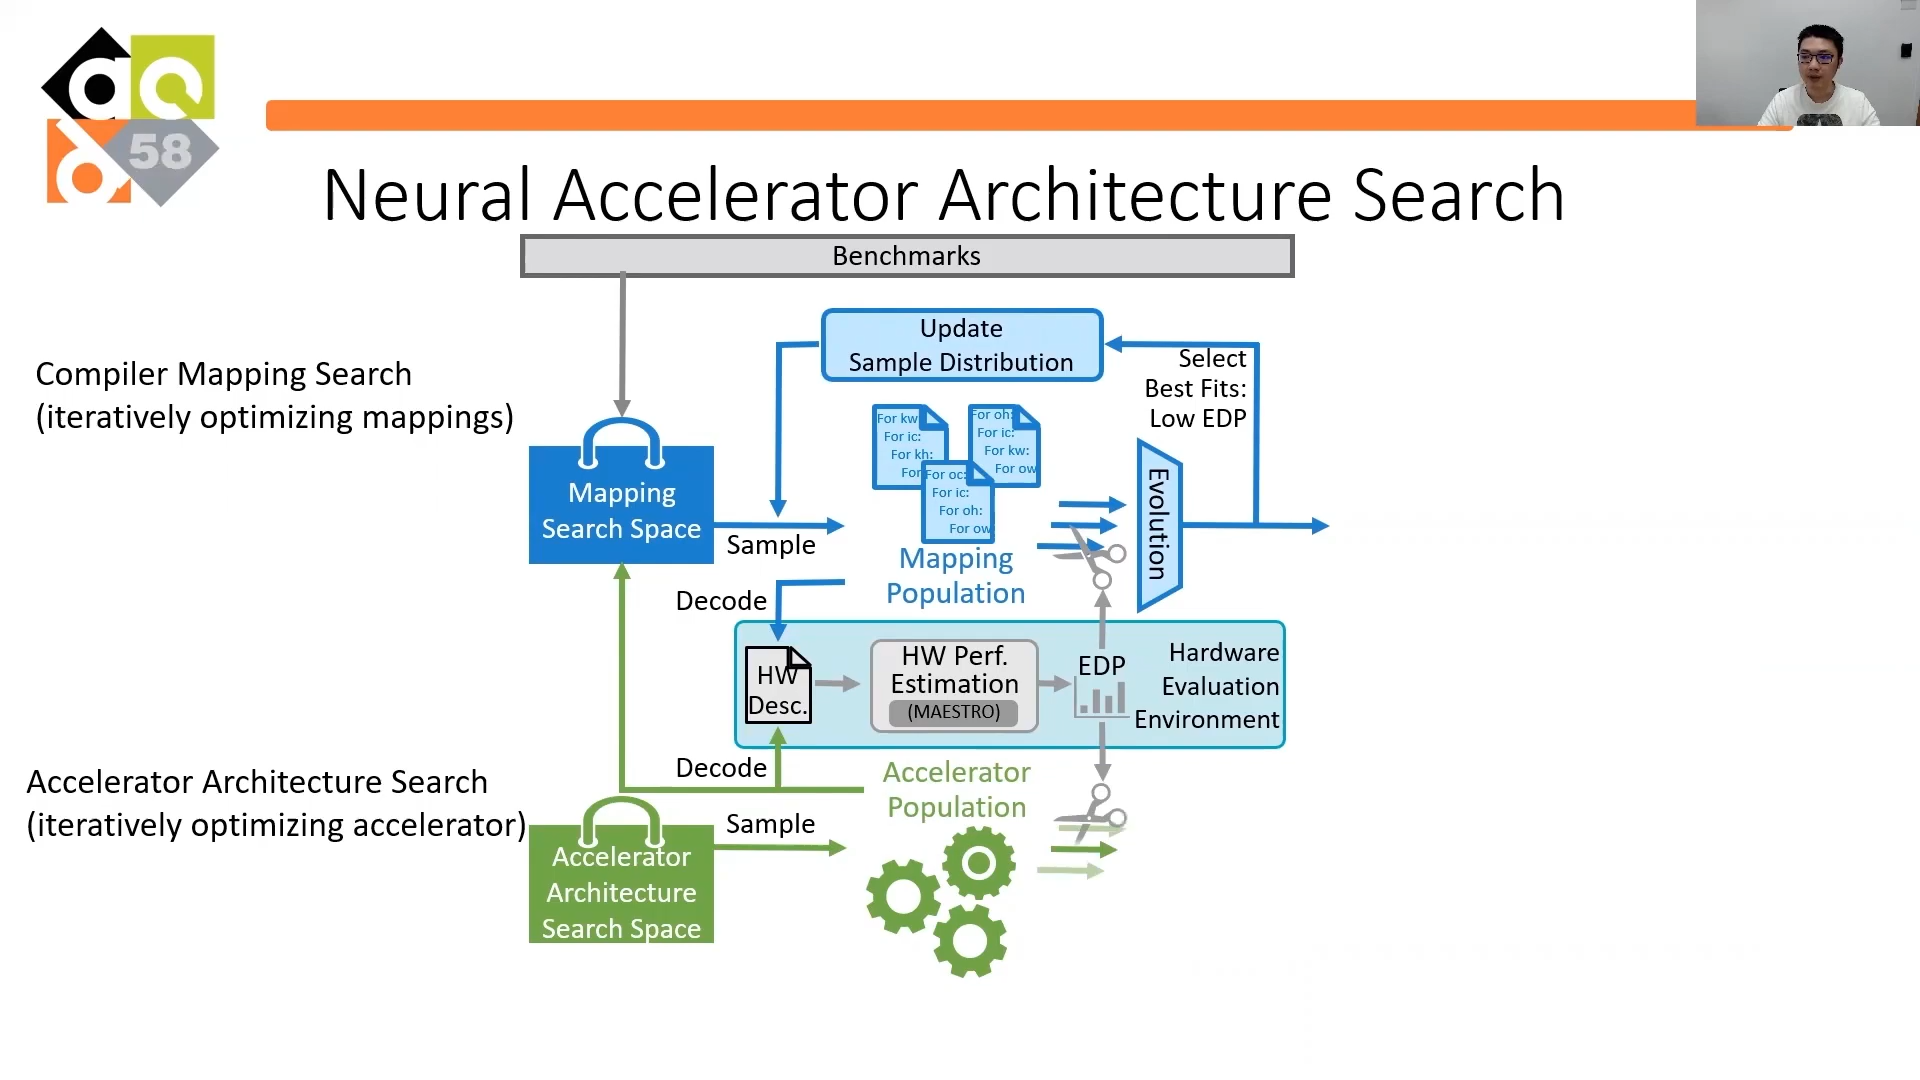 58
Neural Accelerator Architecture Search
Benchmarks
Update
Sample Distribution
Select
Best Fits:
Low EDP
Compiler Mapping Search
(iteratively optimizing mappings)
For kw
For ic:
For kh:
For
For oh:
For ic:
For kw:
For ow
For oc:
For ic:
For oh:
For ow
Evolution
Mapping
Search Space
Sample
Mapping
Population
Decode
HW
Desc.
HW Perf.
Estimation
(MAESTRO)
EDP
Hardware
Evaluation
Environment
Decode
Accelerator
Population
Accelerator Architecture Search
(iteratively optimizing accelerator)
Sample
Accelerator
Architecture
Search Space